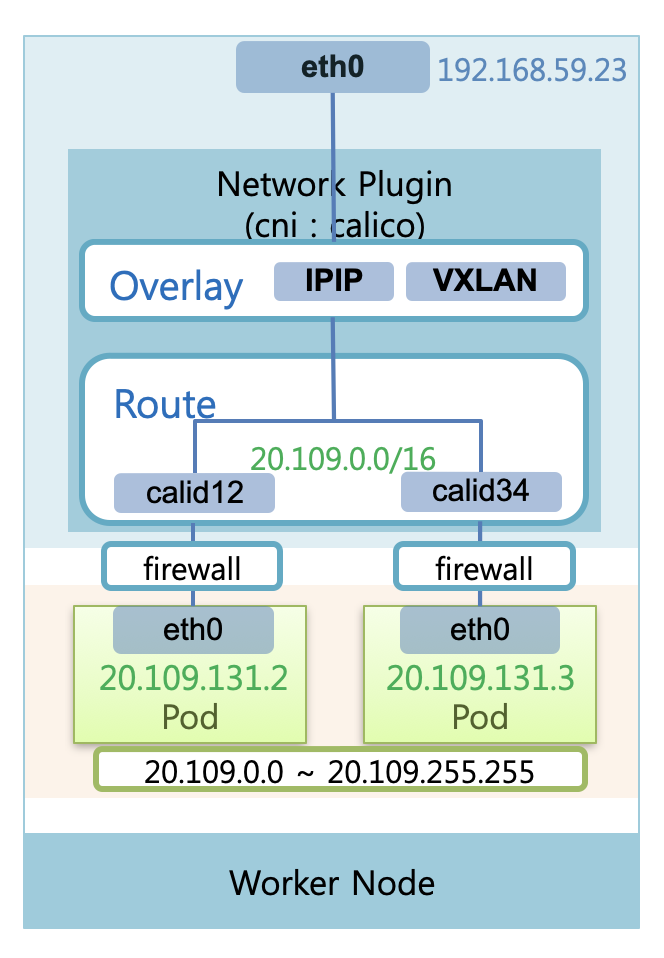 eth0
192.168.59.23
Network Plugin
(cni : calico)
Overlay
IPIP
VXLAN
Route
20.109.0.0/16
calid12
calid34
firewall
firewall
eth0
eth0
20.109.131.2
20.109.131.3
Pod
Pod
20.109.0.0 ~ 20.109.255.255
Worker Node